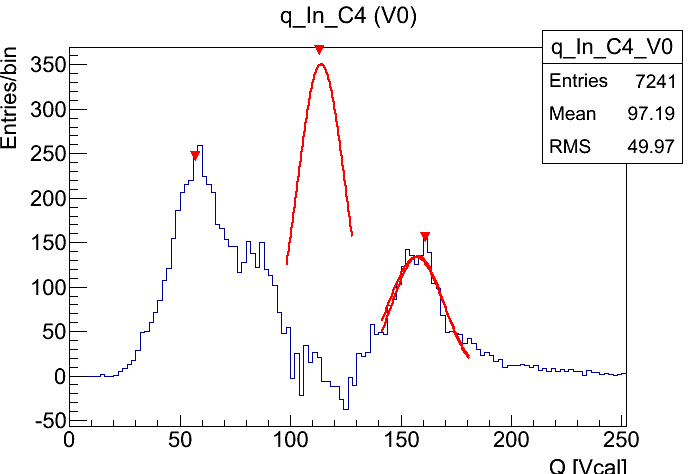 q_In_C4 (V0)
q_In_C4_V0
Entries 7241
Mean 97.19
RMS 49.97
Entries/bin
350
300
250
200
150
100
50
0
-50
0 50 100 150 200 250
Q [Vcal]